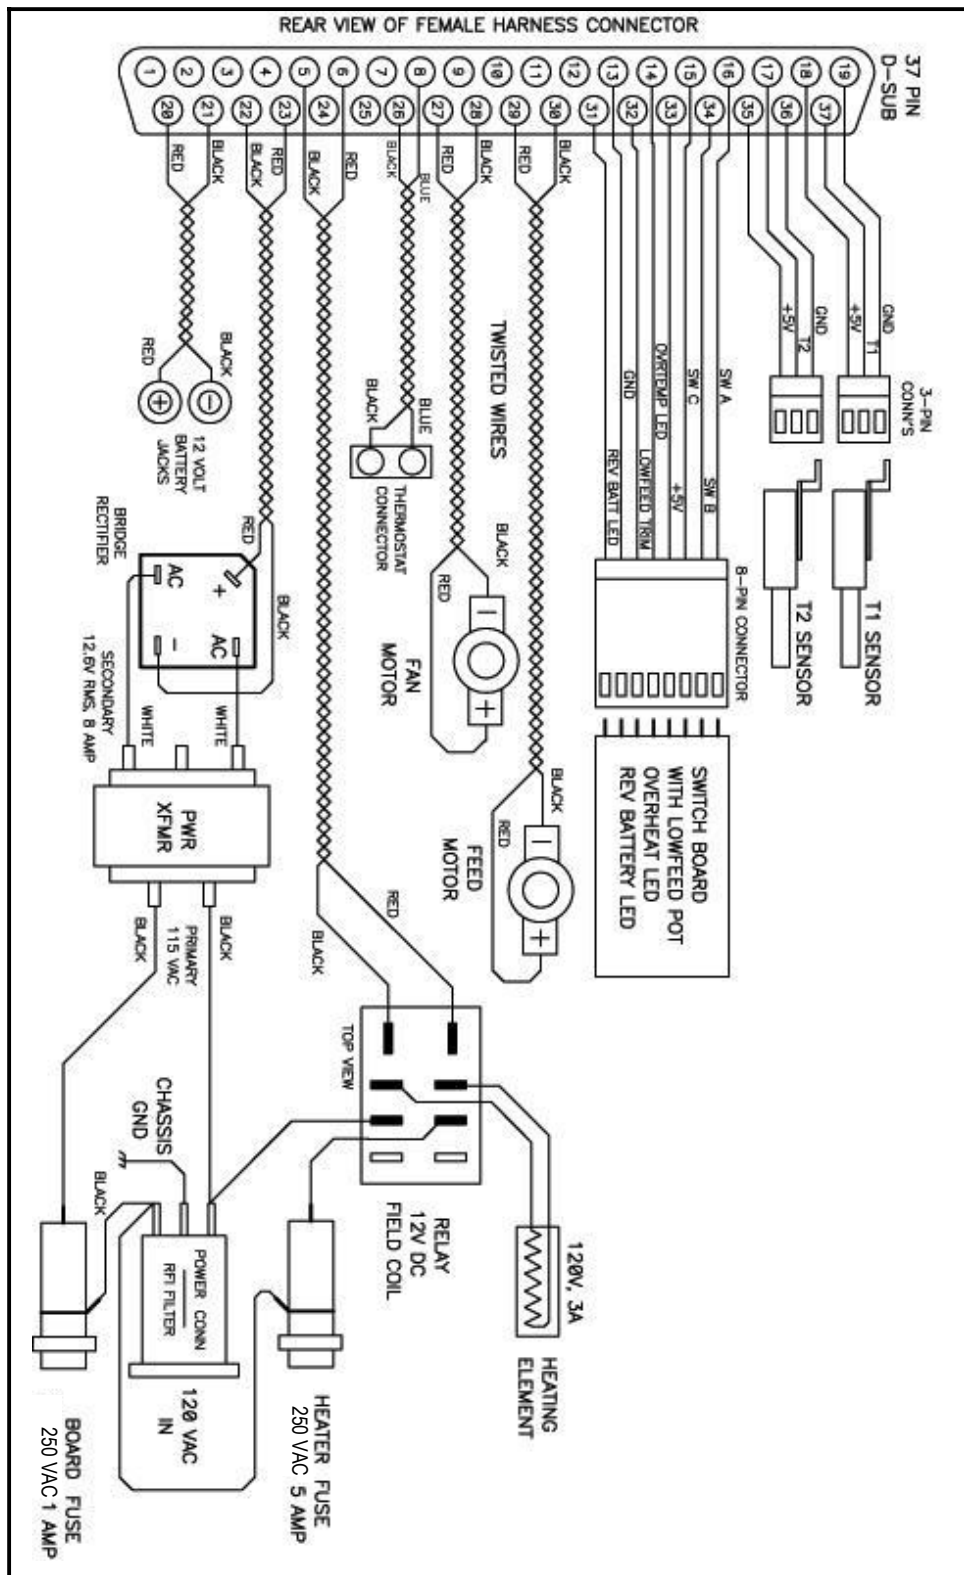 REAR VIEW OF FEMALE HARNESS CONNECTOR
37 PIN
D-SUB
1 2 3 4 5 6 7 8 9 10 11 12 13 14 15 16 17 18 19
20 21 22 23 24 25 26 27 28 29 30 31 32 33 34 35 36 37
RED
BLACK
BLACK
RED
BLACK
RED
BLACK
BLUE
RED
BLACK
RED
BLACK
RED
BLACK
12 VOLT
BATTERY
JACKS
BLACK
BLUE
THERMOSTAT
CONNECTOR
TWISTED WIRES
REV BATT LED
GND
LOWFEED TRIM
OVRTEMP LED
+5V
SW C
SW B
SW A
+5V
T2
GND
+5V
T1
GND
3-PIN
CONN'S
T1 SENSOR
T2 SENSOR
8-PIN CONNECTOR
SWITCH BOARD
WITH LOWFEED POT
OVERHEAT LED
REV BATTERY LED
BLACK
RED
FAN
MOTOR
BLACK
RED
FEED
MOTOR
BRIDGE
RECTIFIER
RED
BLACK
AC
+
-
AC
SECONDARY
12.6V RMS, 8 AMP
WHITE
WHITE
PWR
XFMR
BLACK
BLACK
PRIMARY
115 VAC
BLACK
RED
TOP VIEW
RELAY
12V DC
FIELD COIL
120V, 3A
HEATING
ELEMENT
CHASSIS
GND
BLACK
POWER CONN
RFI FILTER
120 VAC
IN
HEATER FUSE
250 VAC 5 AMP
BOARD FUSE
250 VAC 1 AMP